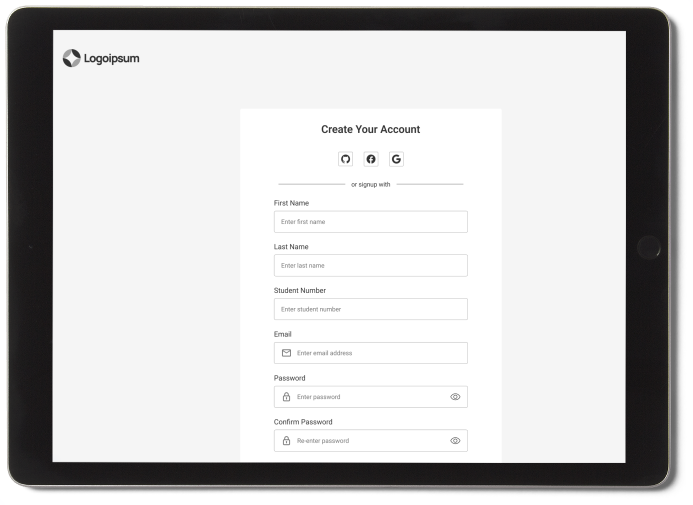 Logoipsum
Create Your Account
or signup with
First Name
Enter first name
Last Name
Enter last name
Student Number
Enter student number
Email
Enter email address
Password
Enter password
Confirm Password
Re-enter password